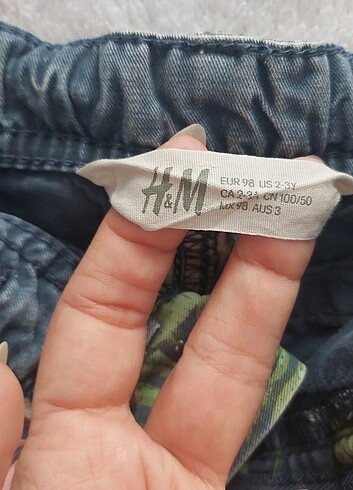 H&M
EUR 98 US 2-3Y
CA 2-3A CN 100/50
MX 98 AUS 3